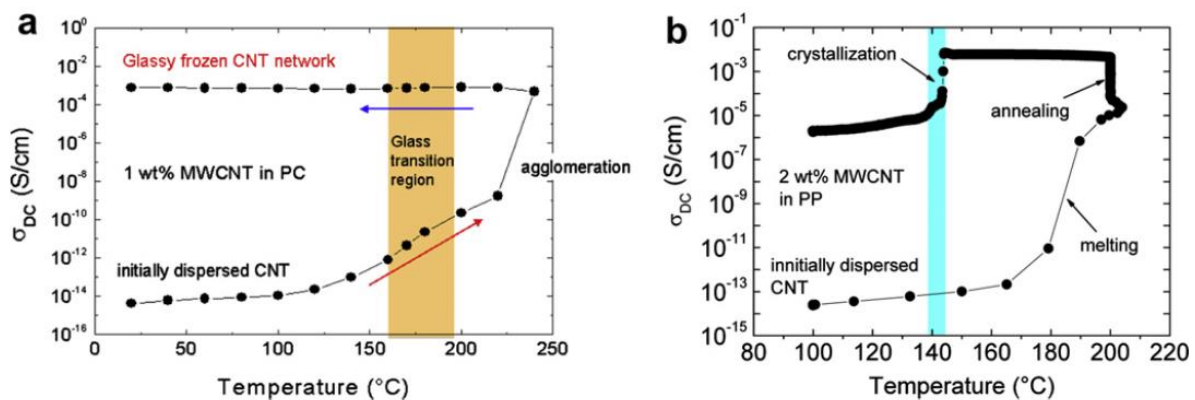 a
10⁰
10⁻²
10⁻⁴
10⁻⁶
10⁻⁸
10⁻¹⁰
10⁻¹²
10⁻¹⁴
10⁻¹⁶
σDC (S/cm)
Glassy frozen CNT network
Glass
transition
region
1 wt% MWCNT in PC
agglomeration
initially dispersed CNT
0 50 100 150 200 250
Temperature (°C)
b
10⁻¹
10⁻³
10⁻⁵
10⁻⁷
10⁻⁹
10⁻¹¹
10⁻¹³
10⁻¹⁵
σDC (S/cm)
crystallization
annealing
2 wt% MWCNT
in PP
melting
innitially dispersed
CNT
80 100 120 140 160 180 200 220
Temperature (°C)